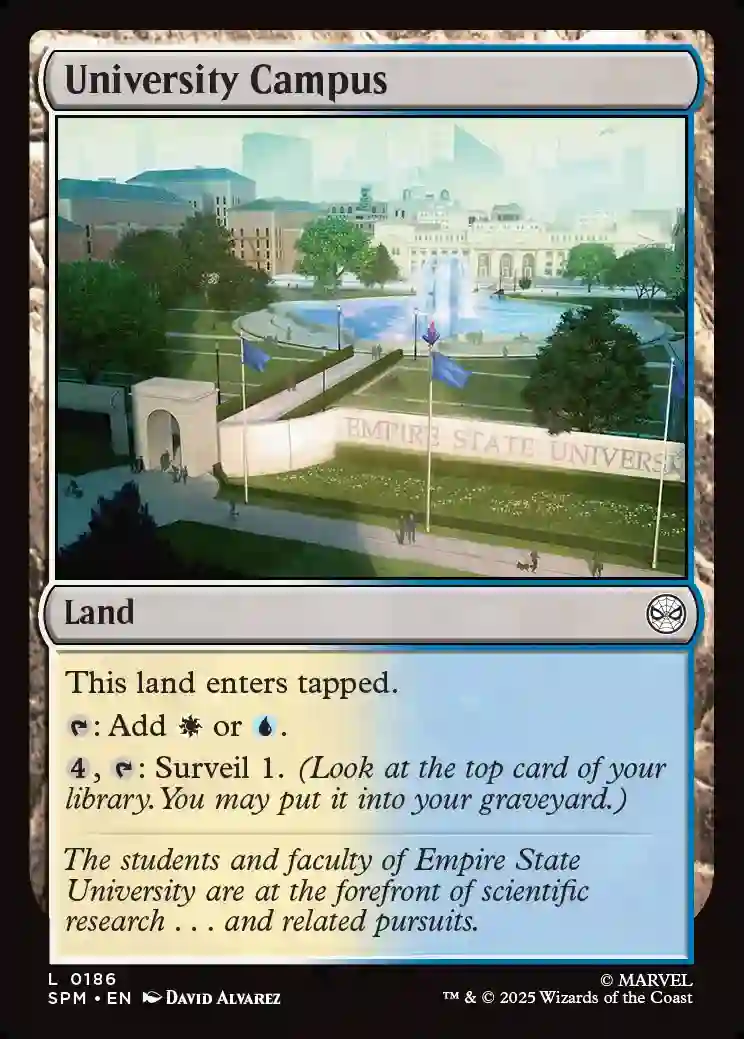 University Campus
EMPIRE STATE UNIVERS
Land
This land enters tapped.
: Add or .
4, : Surveil 1. (Look at the top card of your
library. You may put it into your graveyard.)
The students and faculty of Empire State
University are at the forefront of scientific
research . . . and related pursuits.
L 0186
SPM • EN DAVID ALVAREZ
© MARVEL
™ & © 2025 Wizards of the Coast